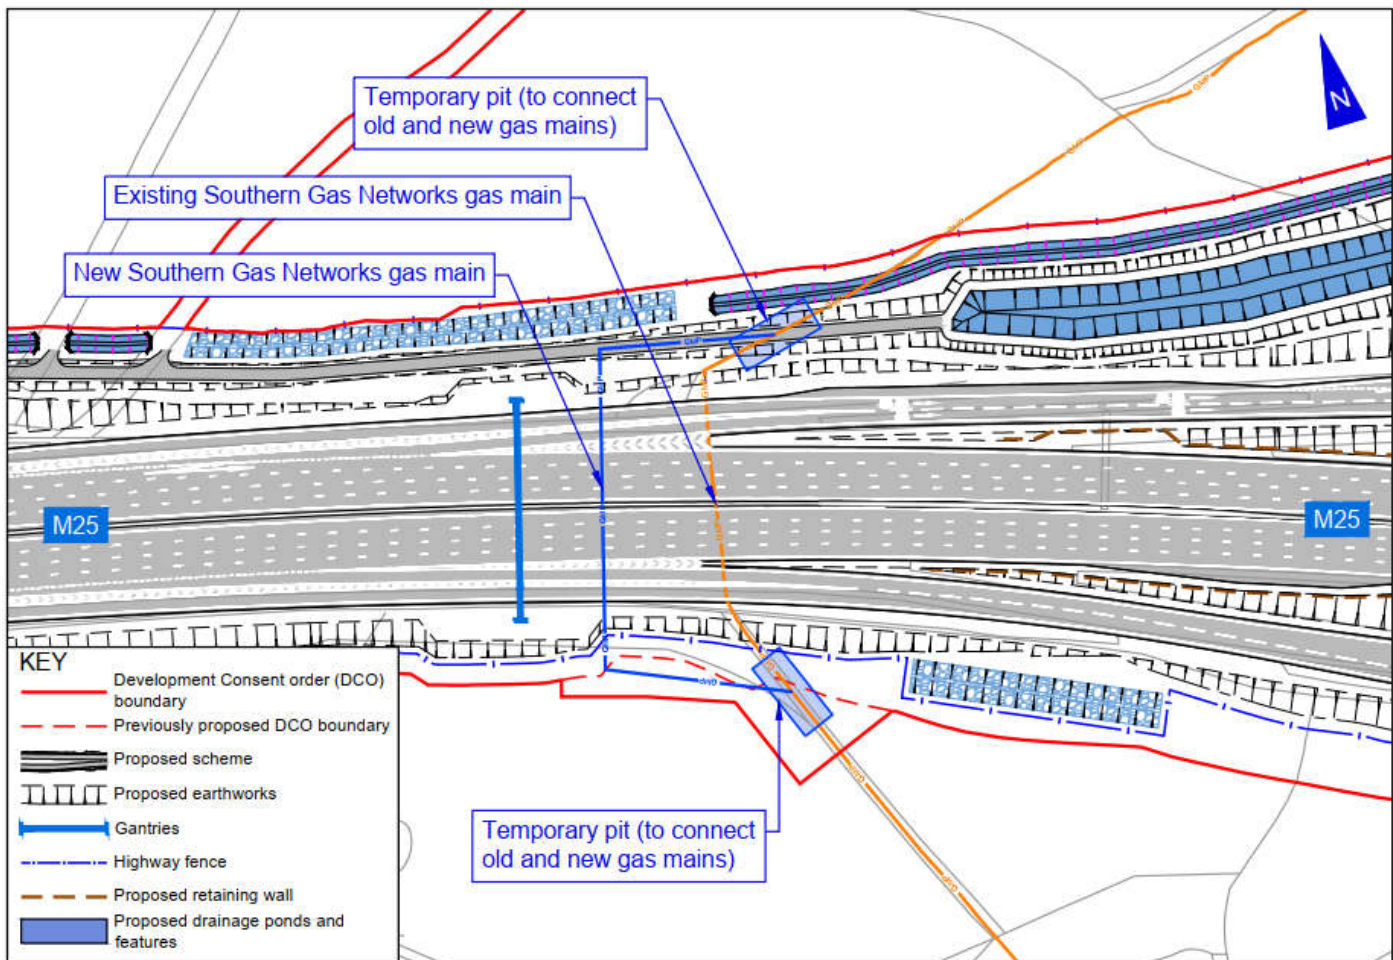 Temporary pit (to connect
old and new gas mains)
N
Existing Southern Gas Networks gas main
New Southern Gas Networks gas main
M25
M25
KEY
Development Consent order (DCO)
boundary
Previously proposed DCO boundary
Proposed scheme
Proposed earthworks
Gantries
Highway fence
Proposed retaining wall
Proposed drainage ponds and
features
Temporary pit (to connect
old and new gas mains)